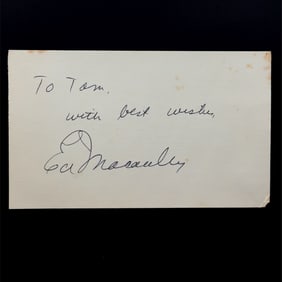 To Tom,
with best wishes
Ed Macauley